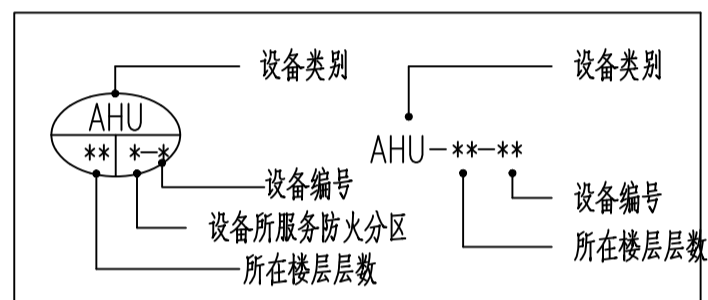 设备类别
AHU
** *-*
设备编号
设备所服务防火分区
所在楼层层数
设备类别
AHU-**-**
设备编号
所在楼层层数